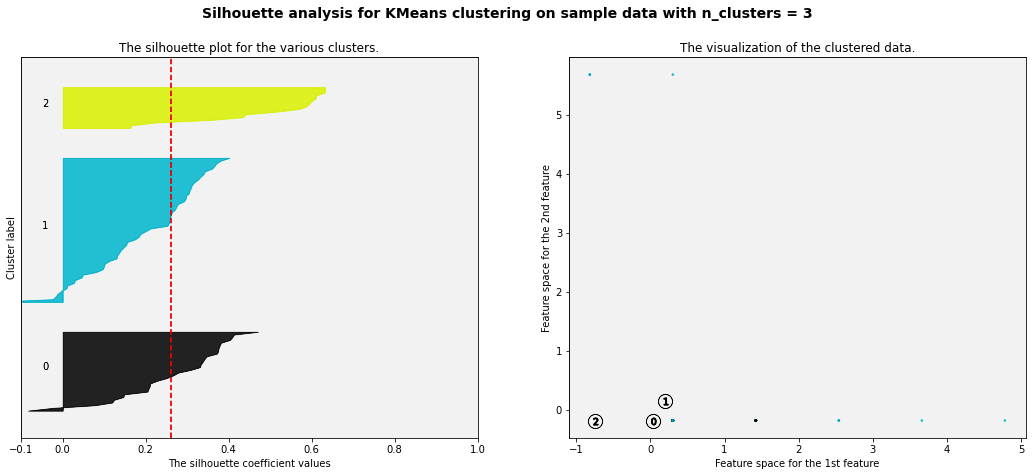 Silhouette analysis for KMeans clustering on sample data with n_clusters = 3
The silhouette plot for the various clusters.
2
1
0
Cluster label
−0.1 0.0 0.2 0.4 0.6 0.8 1.0
The silhouette coefficient values
The visualization of the clustered data.
5
4
3
2
1
0
Feature space for the 2nd feature
1
2 0
−1 0 1 2 3 4 5
Feature space for the 1st feature